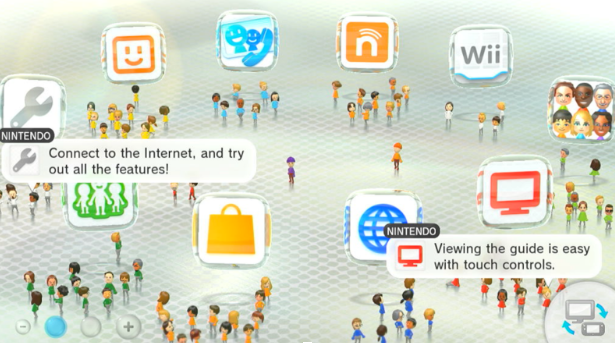 Wii
NINTENDO
Connect to the Internet, and try
out all the features!
NINTENDO
Viewing the guide is easy
with touch controls.